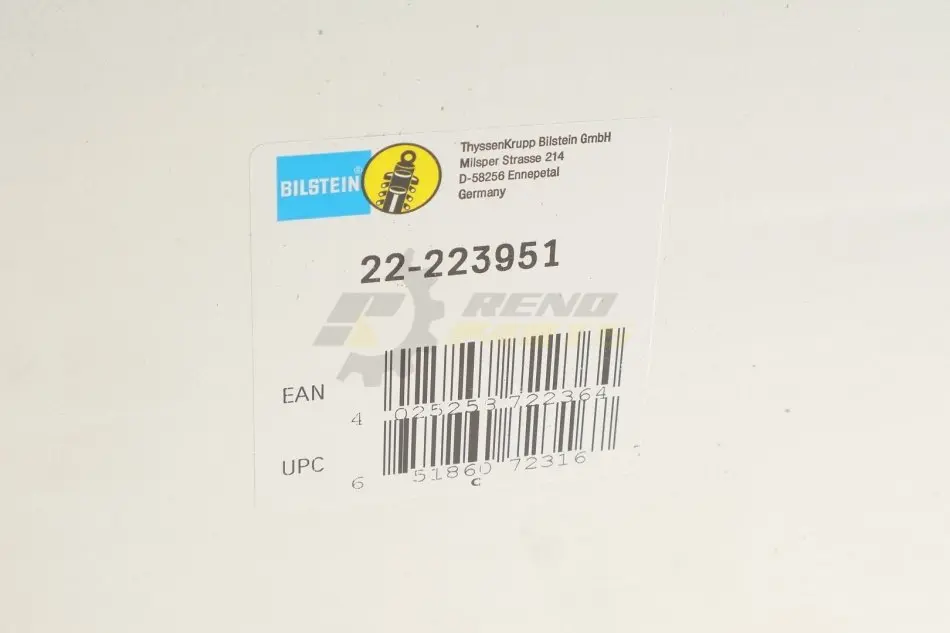 BILSTEIN®
ThyssenKrupp Bilstein GmbH
Milsper Strasse 214
D-58256 Ennepetal
Germany
22-223951
RENO
EAN
4 025258 722364
UPC
6 51860 72316
C